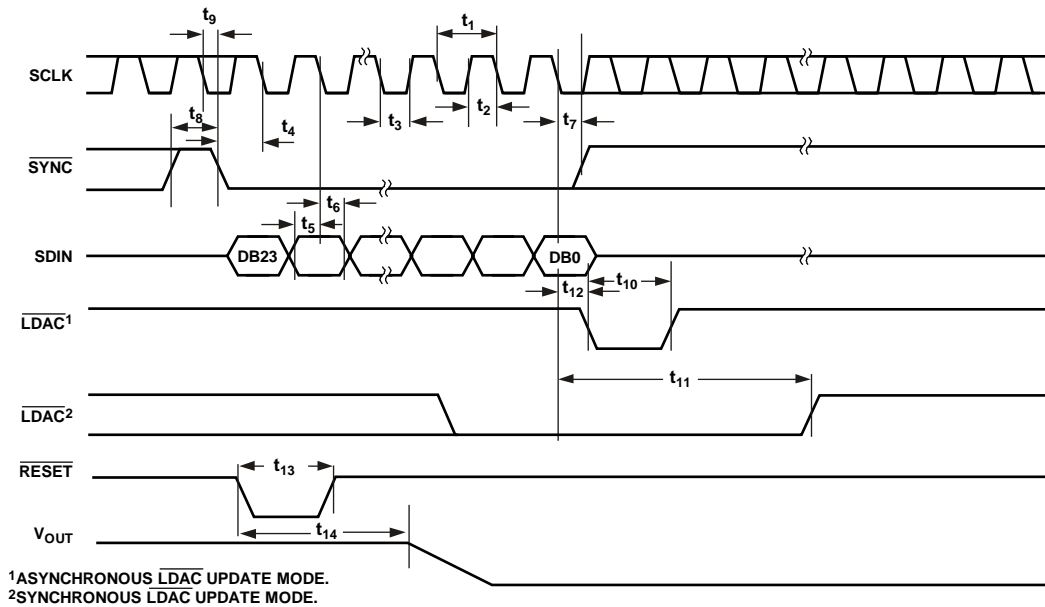 t9
t1
SCLK
t8
t4
t3
t2
t7
SYNC
t6
t5
SDIN
DB23
DB0
t12
t10
LDAC1
t11
LDAC2
RESET
t13
t14
VOUT
1ASYNCHRONOUS LDAC UPDATE MODE.
2SYNCHRONOUS LDAC UPDATE MODE.